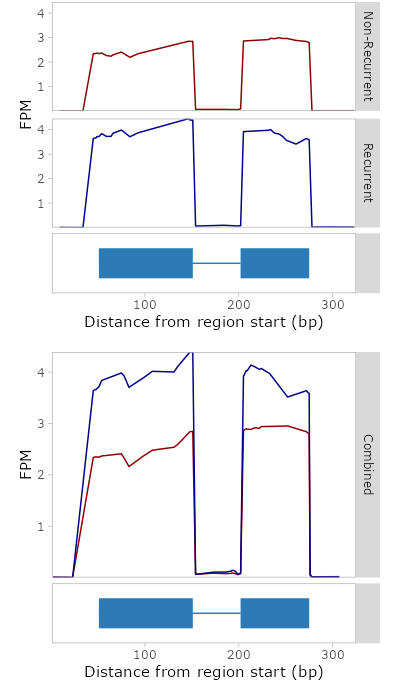 4
3
2
1
Non-Recurrent
FPM
4
3
2
1
Recurrent
100 200 300
Distance from region start (bp)
4
3
2
1
FPM
Combined
100 200 300
Distance from region start (bp)